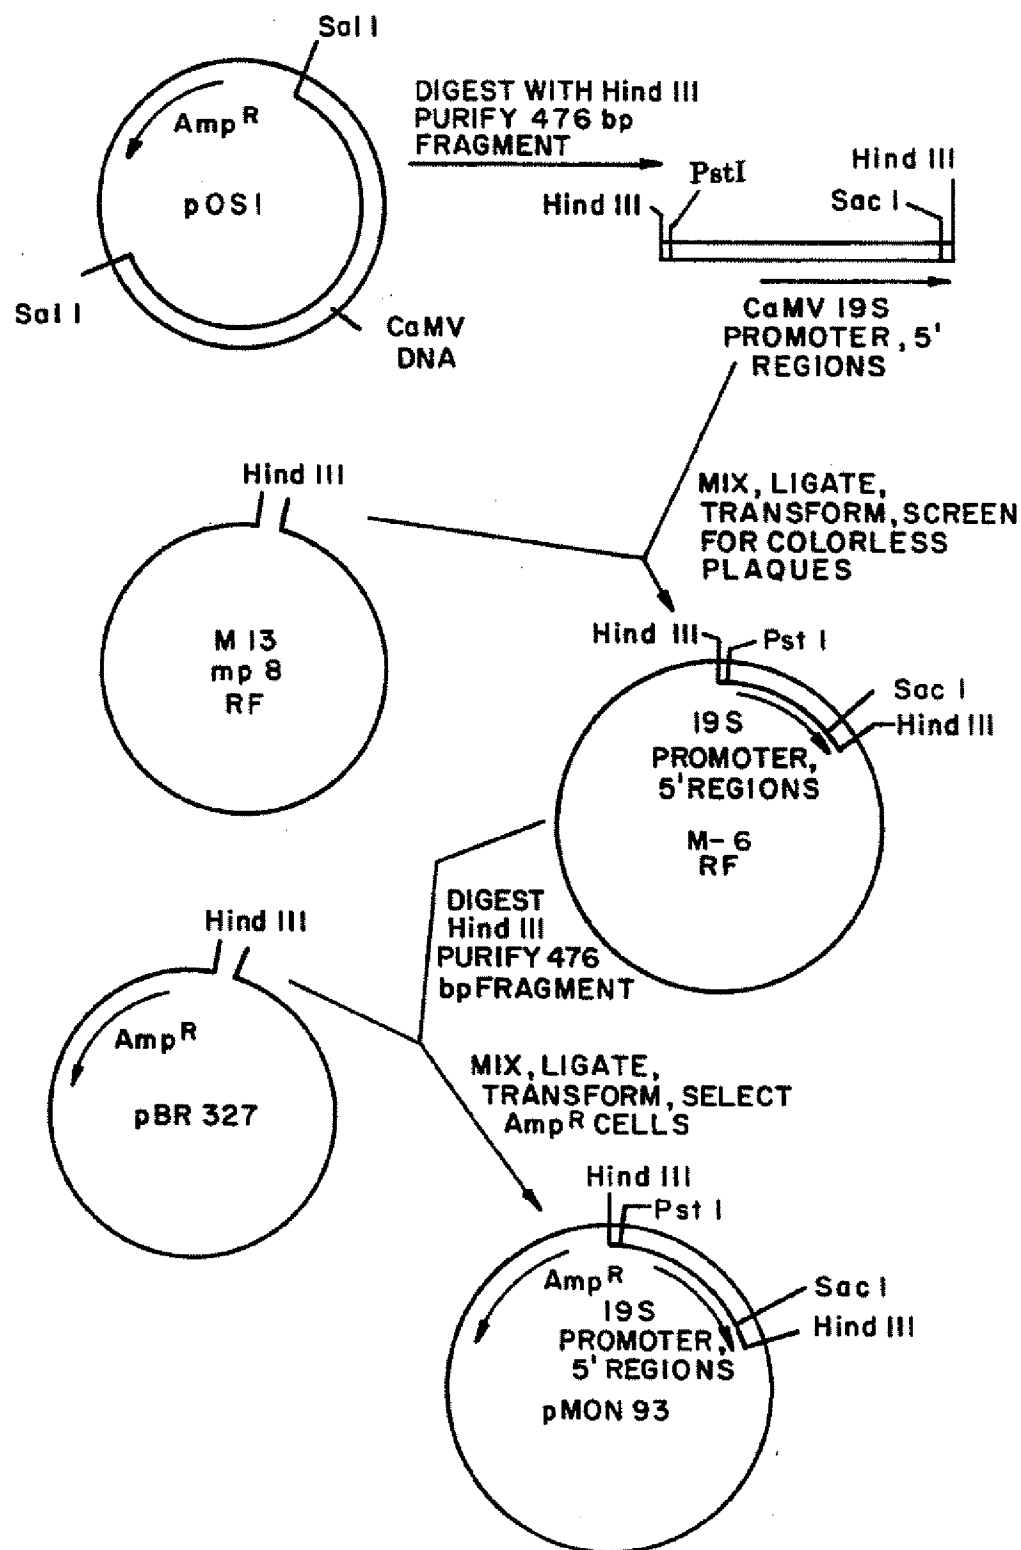 Sal I
Amp R
pOS I
Sal I
CaMV
DNA
DIGEST WITH Hind III
PURIFY 476 bp
FRAGMENT
Hind III
PstI
Sac I
Hind III
CaMV 19S
PROMOTER, 5'
REGIONS
Hind III
M 13
mp 8
RF
MIX, LIGATE,
TRANSFORM, SCREEN
FOR COLORLESS
PLAQUES
Hind III
Pst I
Sac I
Hind III
19S
PROMOTER,
5' REGIONS
M-6
RF
DIGEST
Hind III
PURIFY 476
bp FRAGMENT
Hind III
Amp R
pBR 327
MIX, LIGATE,
TRANSFORM, SELECT
Amp R CELLS
Hind III
Pst I
Sac I
Hind III
Amp R
19S
PROMOTER,
5' REGIONS
pMON 93